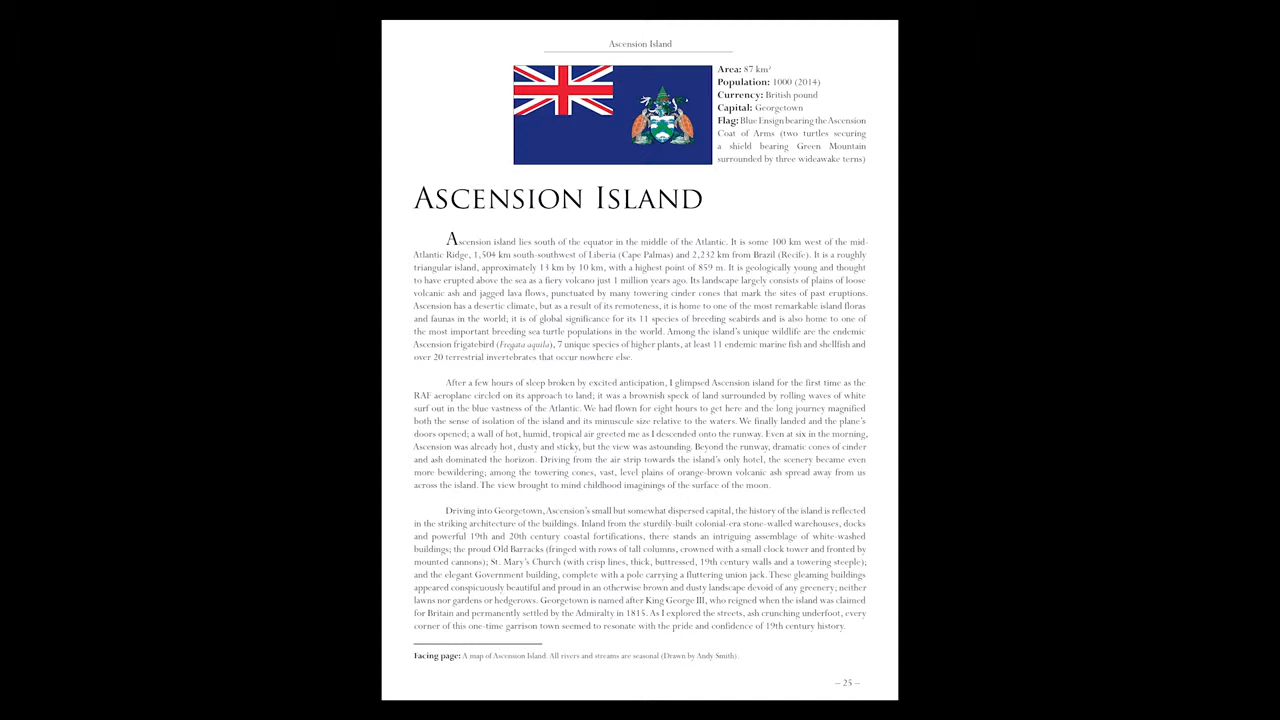 Ascension Island
Area: 87 km²
Population: 1000 (2014)
Currency: British pound
Capital: Georgetown
Flag: Blue Ensign bearing the Ascension
Coat of Arms (two turtles securing
a shield bearing Green Mountain
surrounded by three wideawake terns)
Ascension Island
Ascension island lies south of the equator in the middle of the Atlantic. It is some 100 km west of the mid-
Atlantic Ridge, 1,504 km south-southwest of Liberia (Cape Palmas) and 2,232 km from Brazil (Recife). It is a roughly
triangular island, approximately 13 km by 10 km, with a highest point of 859 m. It is geologically young and thought
to have erupted above the sea as a fiery volcano just 1 million years ago. Its landscape largely consists of plains of loose
volcanic ash and jagged lava flows, punctuated by many towering cinder cones that mark the sites of past eruptions.
Ascension has a desertic climate, but as a result of its remoteness, it is home to one of the most remarkable island floras
and faunas in the world; it is of global significance for its 11 species of breeding seabirds and is also home to one of
the most important breeding sea turtle populations in the world. Among the island's unique wildlife are the endemic
Ascension frigatebird (Fregata aquila), 7 unique species of higher plants, at least 11 endemic marine fish and shellfish and
over 20 terrestrial invertebrates that occur nowhere else.
After a few hours of sleep broken by excited anticipation, I glimpsed Ascension island for the first time as the
RAF aeroplane circled on its approach to land; it was a brownish speck of land surrounded by rolling waves of white
surf out in the blue vastness of the Atlantic. We had flown for eight hours to get here and the long journey magnified
both the sense of isolation of the island and its minuscule size relative to the waters. We finally landed and the plane's
doors opened; a wall of hot, humid, tropical air greeted me as I descended onto the runway. Even at six in the morning,
Ascension was already hot, dusty and sticky, but the view was astounding. Beyond the runway, dramatic cones of cinder
and ash dominated the horizon. Driving from the air strip towards the island's only hotel, the scenery became even
more bewildering; among the towering cones, vast, level plains of orange-brown volcanic ash spread away from us
across the island. The view brought to mind childhood imaginings of the surface of the moon.
Driving into Georgetown, Ascension's small but somewhat dispersed capital, the history of the island is reflected
in the striking architecture of the buildings. Inland from the sturdily-built colonial-era stone-walled warehouses, docks
and powerful 19th and 20th century coastal fortifications, there stands an intriguing assemblage of white-washed
buildings; the proud Old Barracks (fringed with rows of tall columns, crowned with a small clock tower and fronted by
mounted cannons); St. Mary's Church (with crisp lines, thick, buttressed, 19th century walls and a towering steeple);
and the elegant Government building, complete with a pole carrying a fluttering union jack. These gleaming buildings
appeared conspicuously beautiful and proud in an otherwise brown and dusty landscape devoid of any greenery; neither
lawns nor gardens or hedgerows. Georgetown is named after King George III, who reigned when the island was claimed
for Britain and permanently settled by the Admiralty in 1815. As I explored the streets, ash crunching underfoot, every
corner of this one-time garrison town seemed to resonate with the pride and confidence of 19th century history.
Facing page: A map of Ascension Island. All rivers and streams are seasonal (Drawn by Andy Smith).
– 25 –